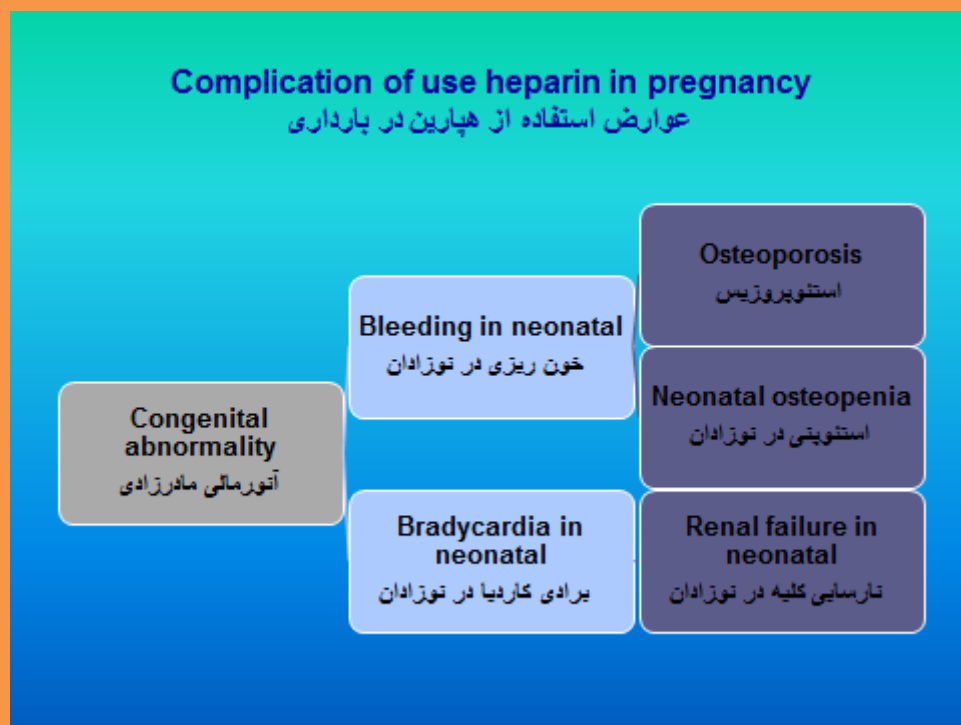 Complication of use heparin in pregnancy
عوارض استفاده از هپارین در بارداری
Congenital
abnormality
آنورمالی مادرزادی
Bleeding in neonatal
خون ریزی در نوزادان
Bradycardia in
neonatal
برادی کاردیا در نوزادان
Osteoporosis
استئوپروزیس
Neonatal osteopenia
استئوپنی در نوزادان
Renal failure in
neonatal
نارسایی کلیه در نوزادان